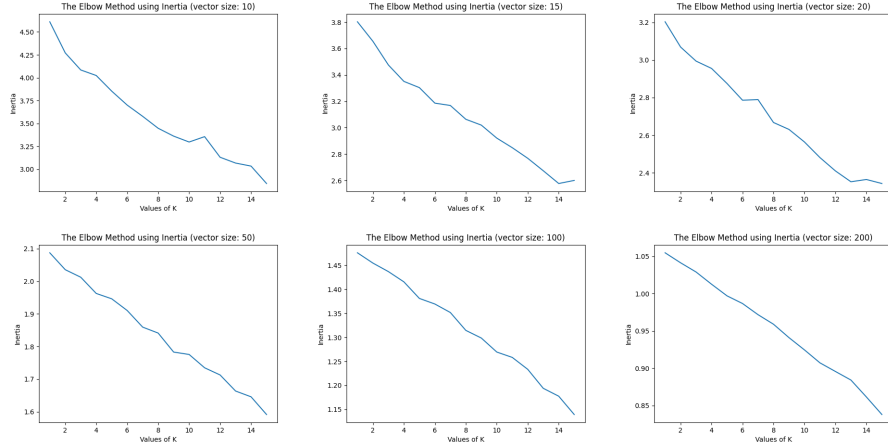 The Elbow Method using Inertia (vector size: 10)
4.50
4.25
4.00
3.75
3.50
3.25
3.00
Inertia
2 4 6 8 10 12 14
Values of K
The Elbow Method using Inertia (vector size: 15)
3.8
3.6
3.4
3.2
3.0
2.8
2.6
Inertia
2 4 6 8 10 12 14
Values of K
The Elbow Method using Inertia (vector size: 20)
3.2
3.0
2.8
2.6
2.4
Inertia
2 4 6 8 10 12 14
Values of K
The Elbow Method using Inertia (vector size: 50)
2.1
2.0
1.9
1.8
1.7
1.6
Inertia
2 4 6 8 10 12 14
Values of K
The Elbow Method using Inertia (vector size: 100)
1.45
1.40
1.35
1.30
1.25
1.20
1.15
Inertia
2 4 6 8 10 12 14
Values of K
The Elbow Method using Inertia (vector size: 200)
1.05
1.00
0.95
0.90
0.85
Inertia
2 4 6 8 10 12 14
Values of K